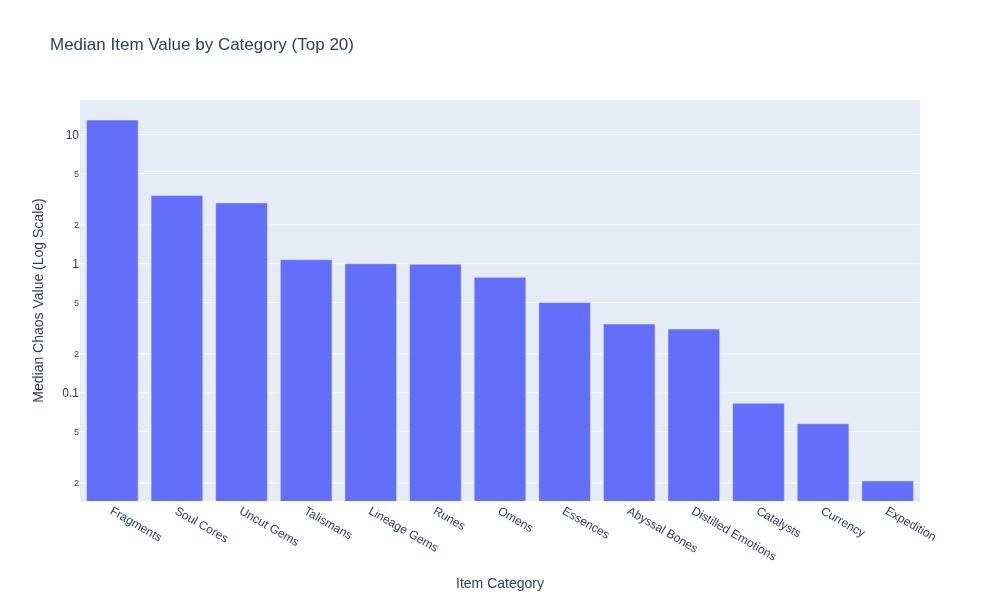 Median Item Value by Category (Top 20)
Median Chaos Value (Log Scale)
10
5
2
1
5
2
0.1
5
2
Fragments
Soul Cores
Uncut Gems
Talismans
Lineage Gems
Runes
Omens
Essences
Abyssal Bones
Distilled Emotions
Catalysts
Currency
Expedition
Item Category